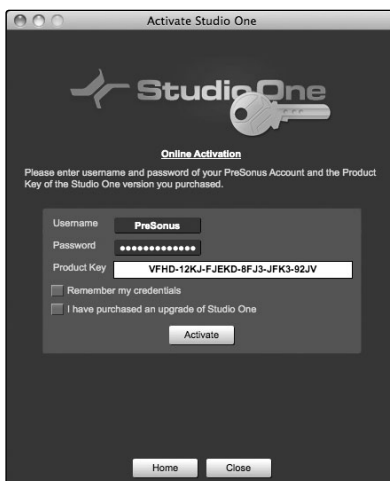 Activate Studio One
Studio One
Online Activation
Please enter username and password of your PreSonus Account and the Product
Key of the Studio One version you purchased.
Username PreSonus
Password ●●●●●●●●●●●●●
Product Key VFHD-12KJ-FJEKD-8FJ3-JFK3-92JV
Remember my credentials
I have purchased an upgrade of Studio One
Activate
Home Close